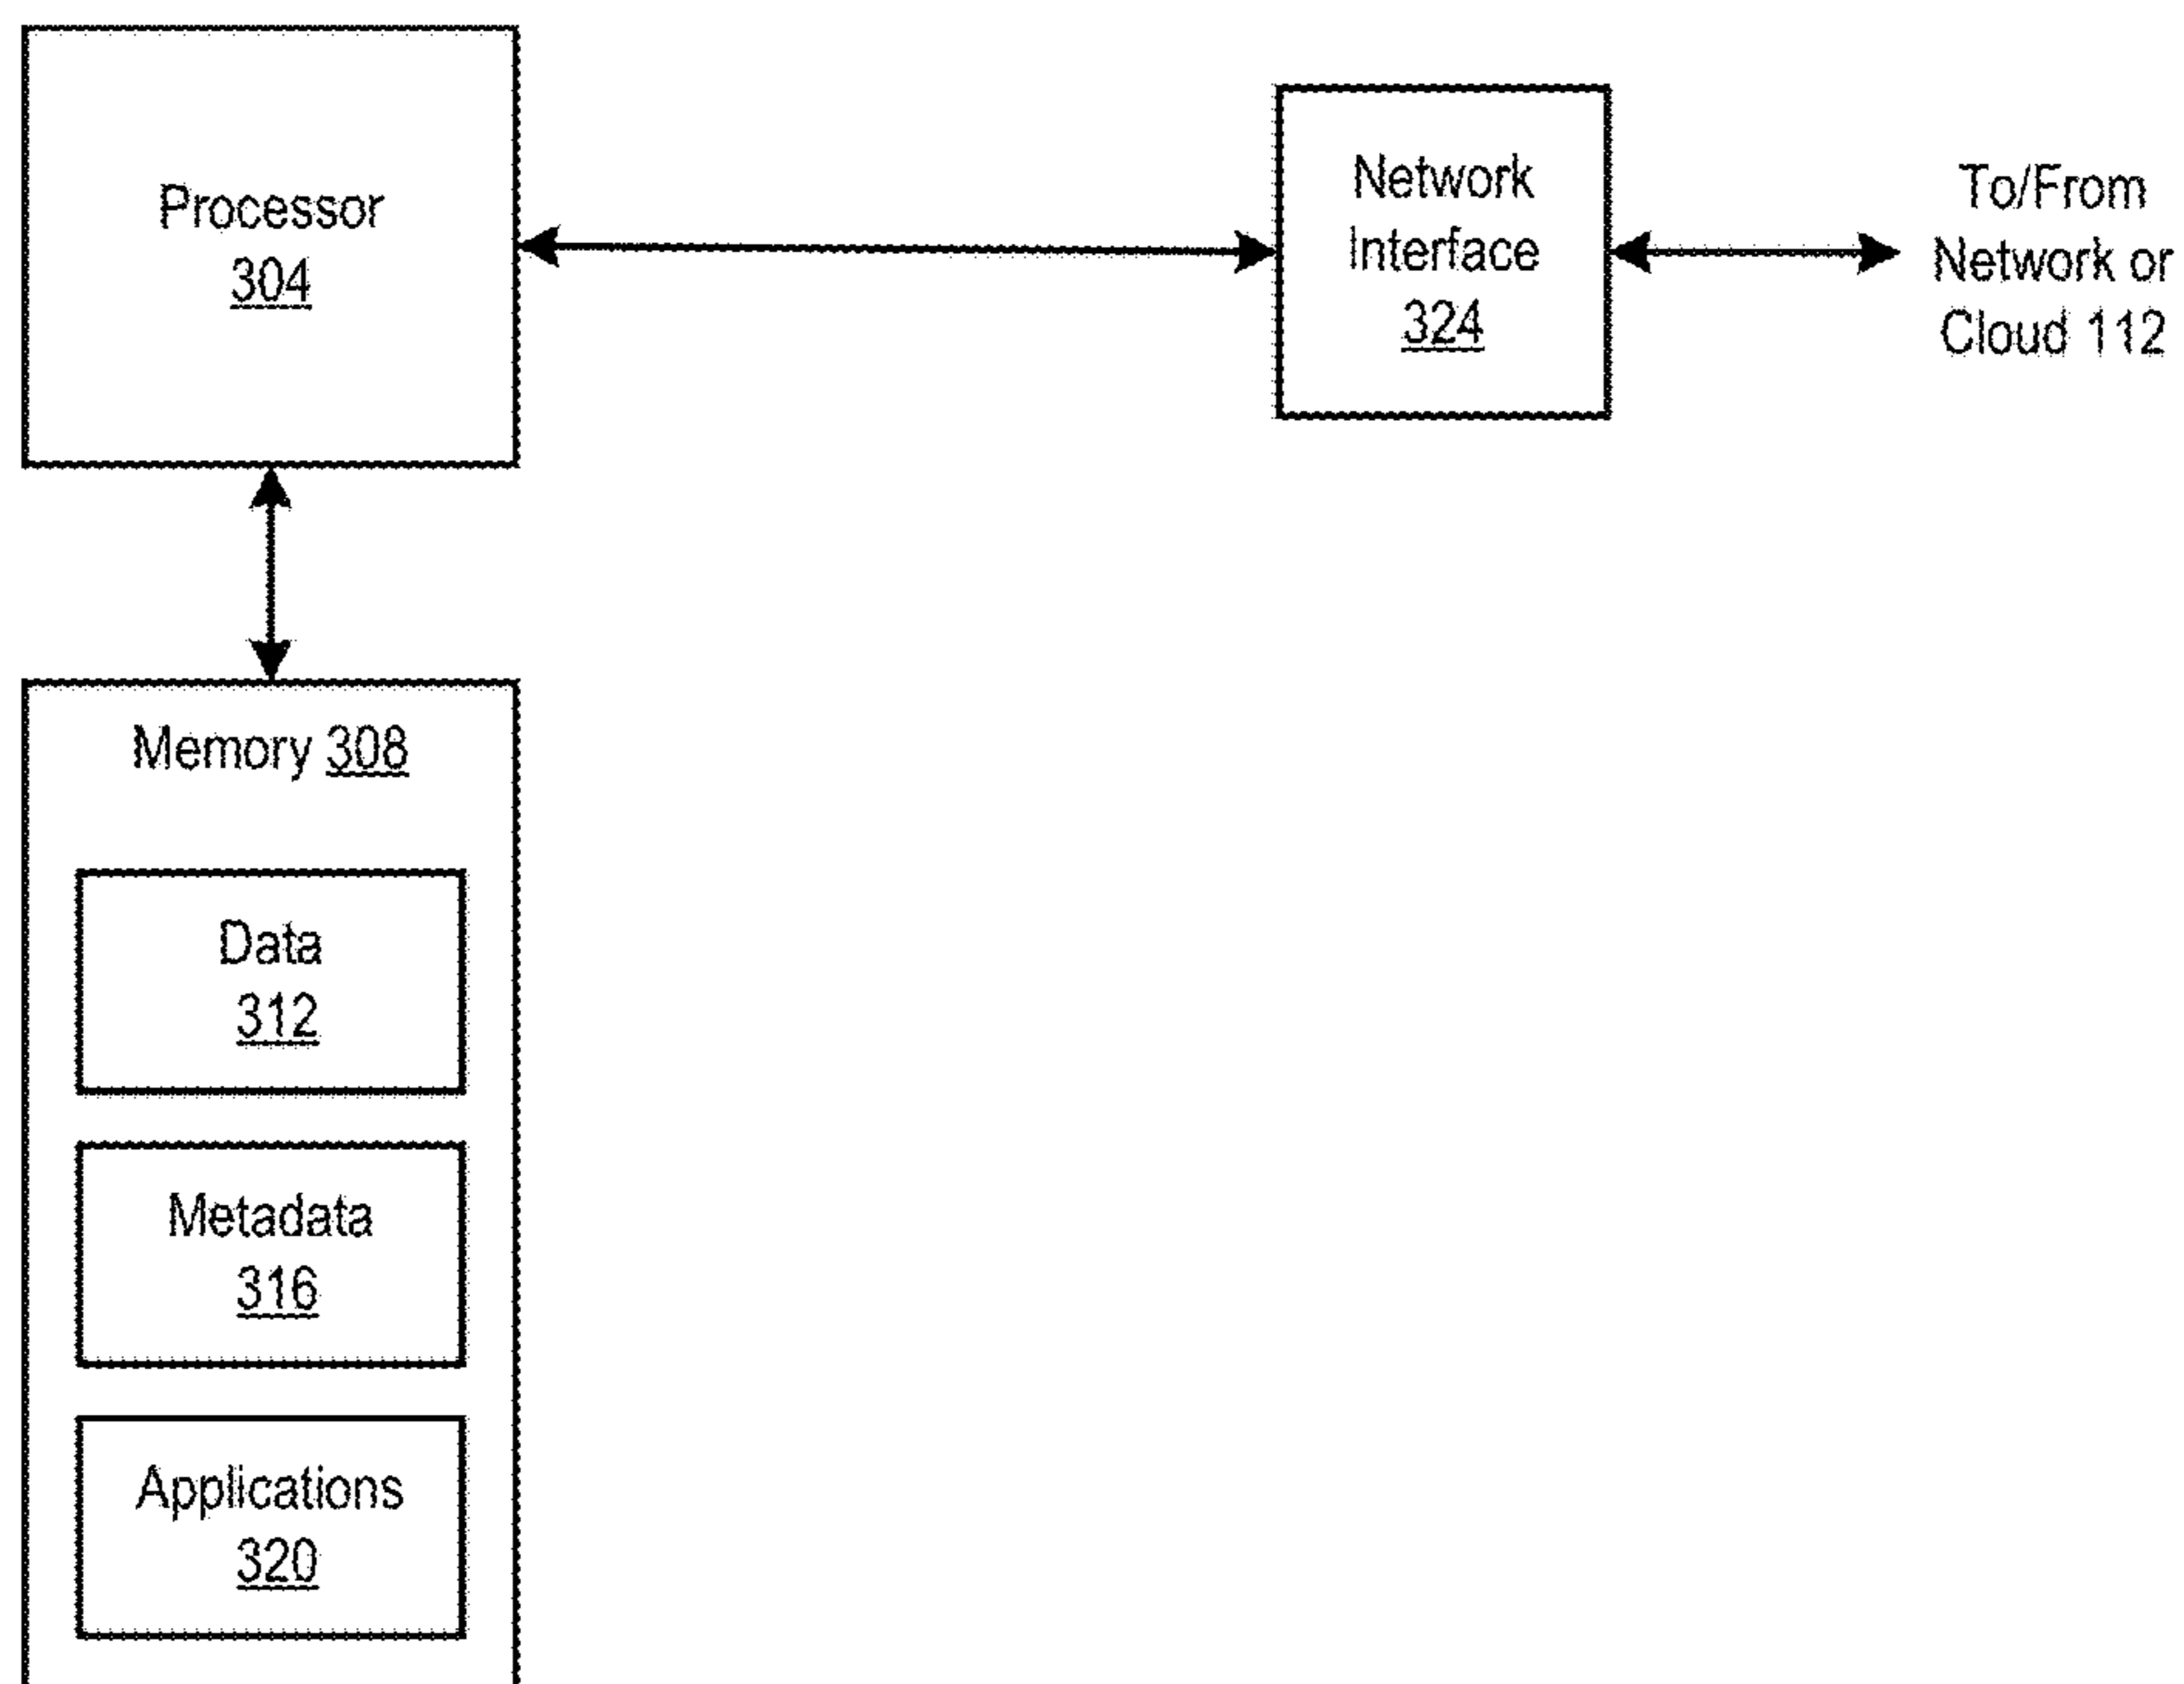 Processor
304
Network
Interface
324
To/From
Network or
Cloud 112
Memory 308
Data
312
Metadata
316
Applications
320